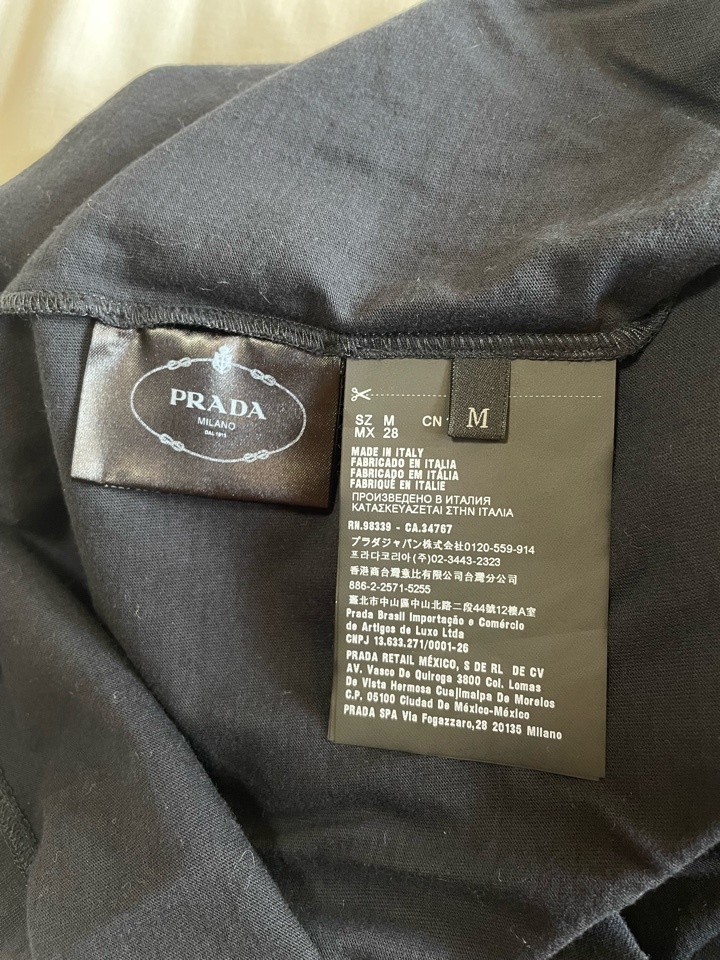 PRADA
MILANO
DAL 1913
M
SZ M CN
MX 28
MADE IN ITALY
FABRICADO EN ITALIA
FABRICADO EM ITÁLIA
FABRIQUÉ EN ITALIE
ПРОИЗВЕДЕНО В ИТАЛИЯ
ΚΑΤΑΣΚΕΥΑΖΕΤΑΙ ΣΤΗΝ ΙΤΑΛΙΑ
RN.98339 - CA.34767
プラダジャパン株式会社0120-559-914
프라다코리아(주)02-3443-2323
香港商台灣意比有限公司台灣分公司
886-2-2571-5255
臺北市中山區中山北路二段44號12樓A室
Prada Brasil Importação e Comércio
de Artigos de Luxo Ltda
CNPJ 13.633.271/0001-26
PRADA RETAIL MÉXICO, S DE RL DE CV
AV. Vasco De Quiroga 3800 Col. Lomas
De Vista Hermosa Cuajimalpa De Morelos
C.P. 05100 Ciudad De México-México
PRADA SPA Via Fogazzaro,28 20135 Milano